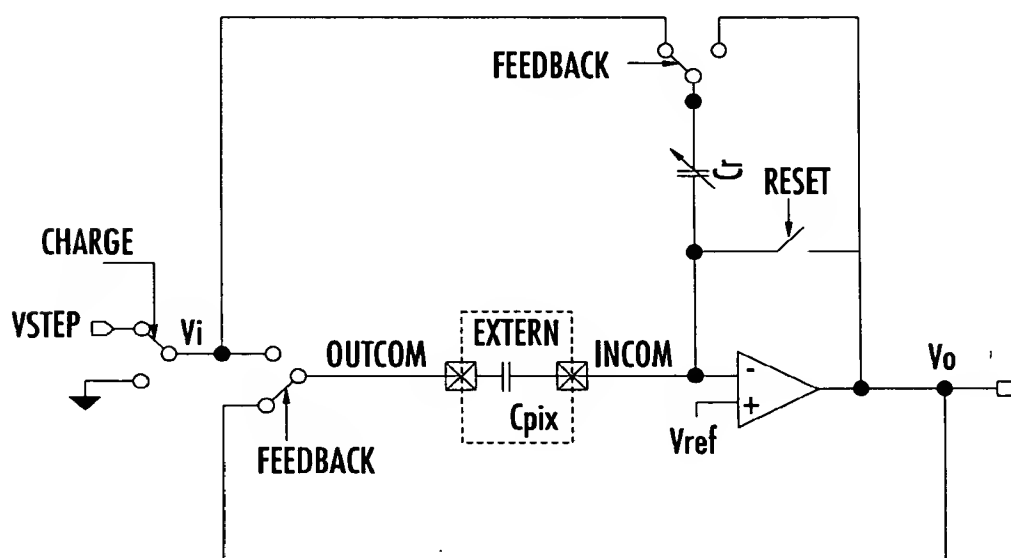 FEEDBACK
Cr
RESET
CHARGE
VSTEP
Vi
EXTERN
OUTCOM
INCOM
-
Vo
+
Cpix
Vref
FEEDBACK